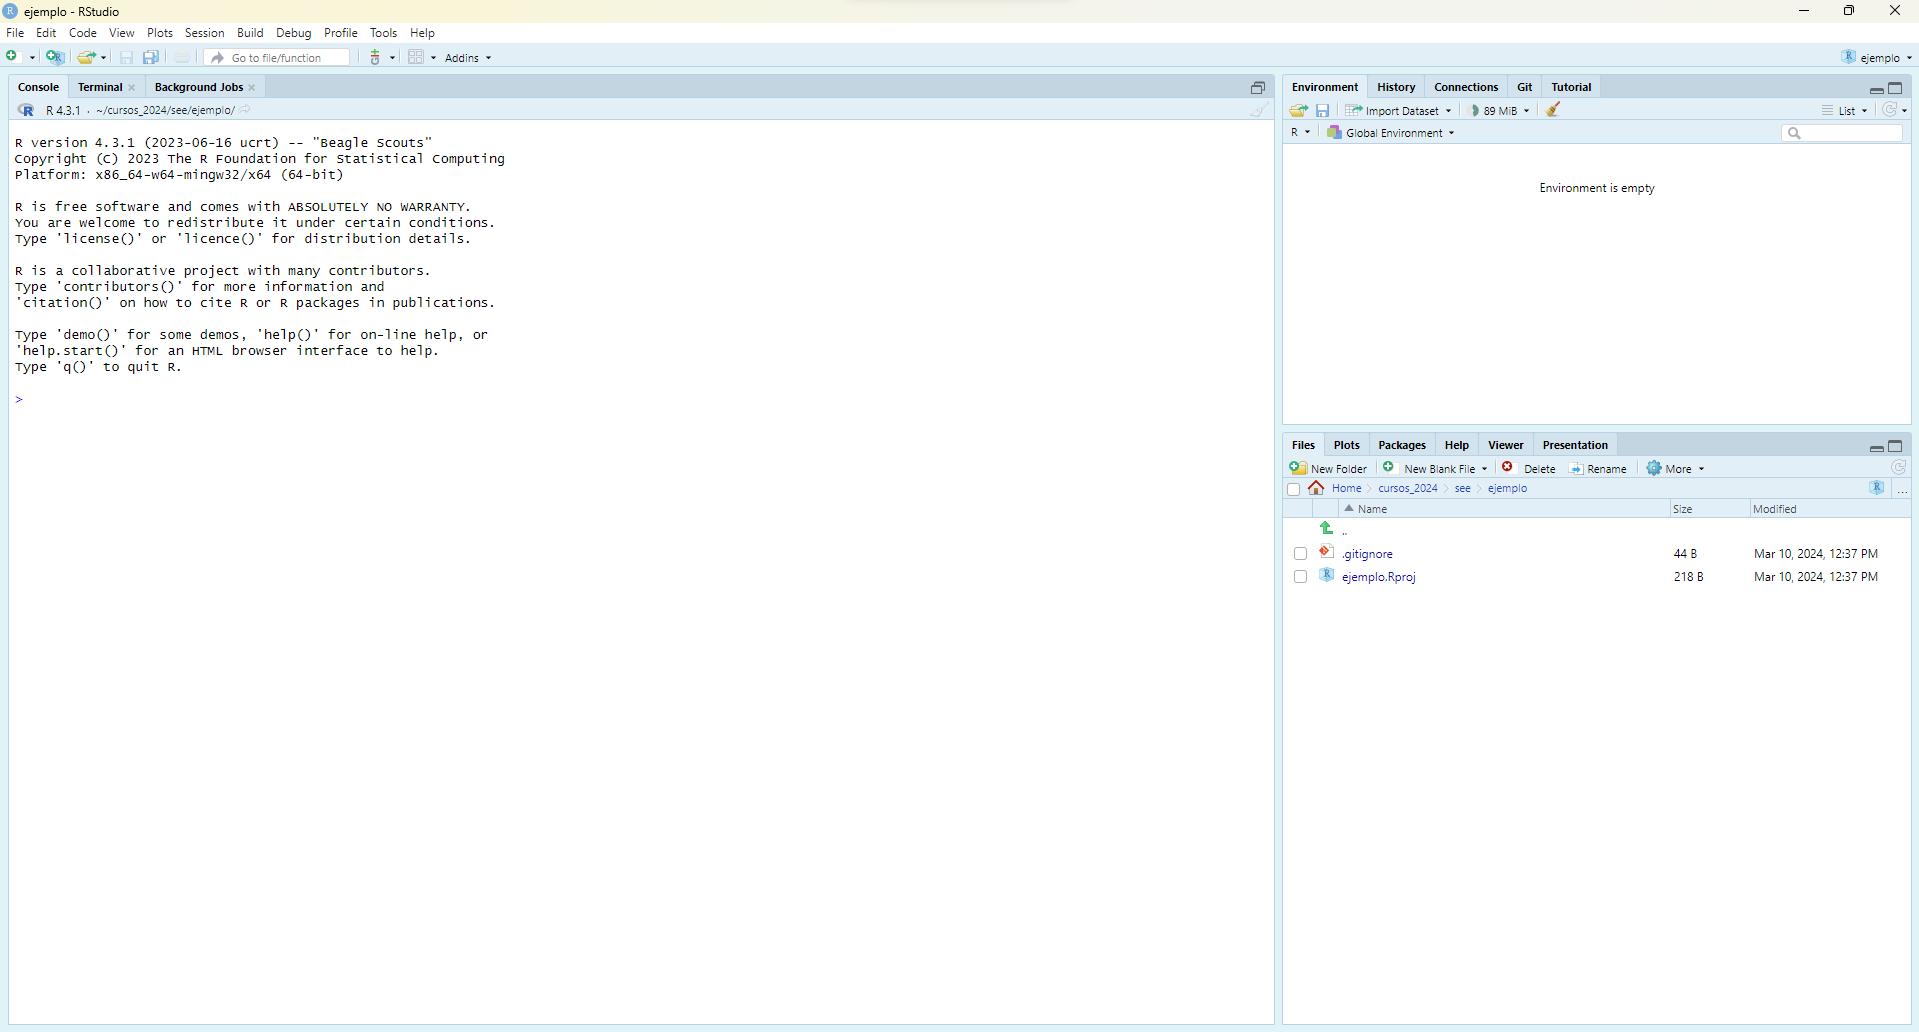 ejemplo - RStudio
File Edit Code View Plots Session Build Debug Profile Tools Help
Go to file/function Addins ejemplo
Console Terminal Background Jobs
R 4.3.1 · ~/cursos_2024/see/ejemplo/
R version 4.3.1 (2023-06-16 ucrt) -- "Beagle Scouts"
Copyright (C) 2023 The R Foundation for Statistical Computing
Platform: x86_64-w64-mingw32/x64 (64-bit)
R is free software and comes with ABSOLUTELY NO WARRANTY.
You are welcome to redistribute it under certain conditions.
Type 'license()' or 'licence()' for distribution details.
R is a collaborative project with many contributors.
Type 'contributors()' for more information and
'citation()' on how to cite R or R packages in publications.
Type 'demo()' for some demos, 'help()' for on-line help, or
'help.start()' for an HTML browser interface to help.
Type 'q()' to quit R.
>
Environment History Connections Git Tutorial
Import Dataset 89 MiB List
R Global Environment
Environment is empty
Files Plots Packages Help Viewer Presentation
New Folder New Blank File Delete Rename More
Home cursos_2024 see ejemplo ...
Name Size Modified
..
.gitignore 44 B Mar 10, 2024, 12:37 PM
ejemplo.Rproj 218 B Mar 10, 2024, 12:37 PM